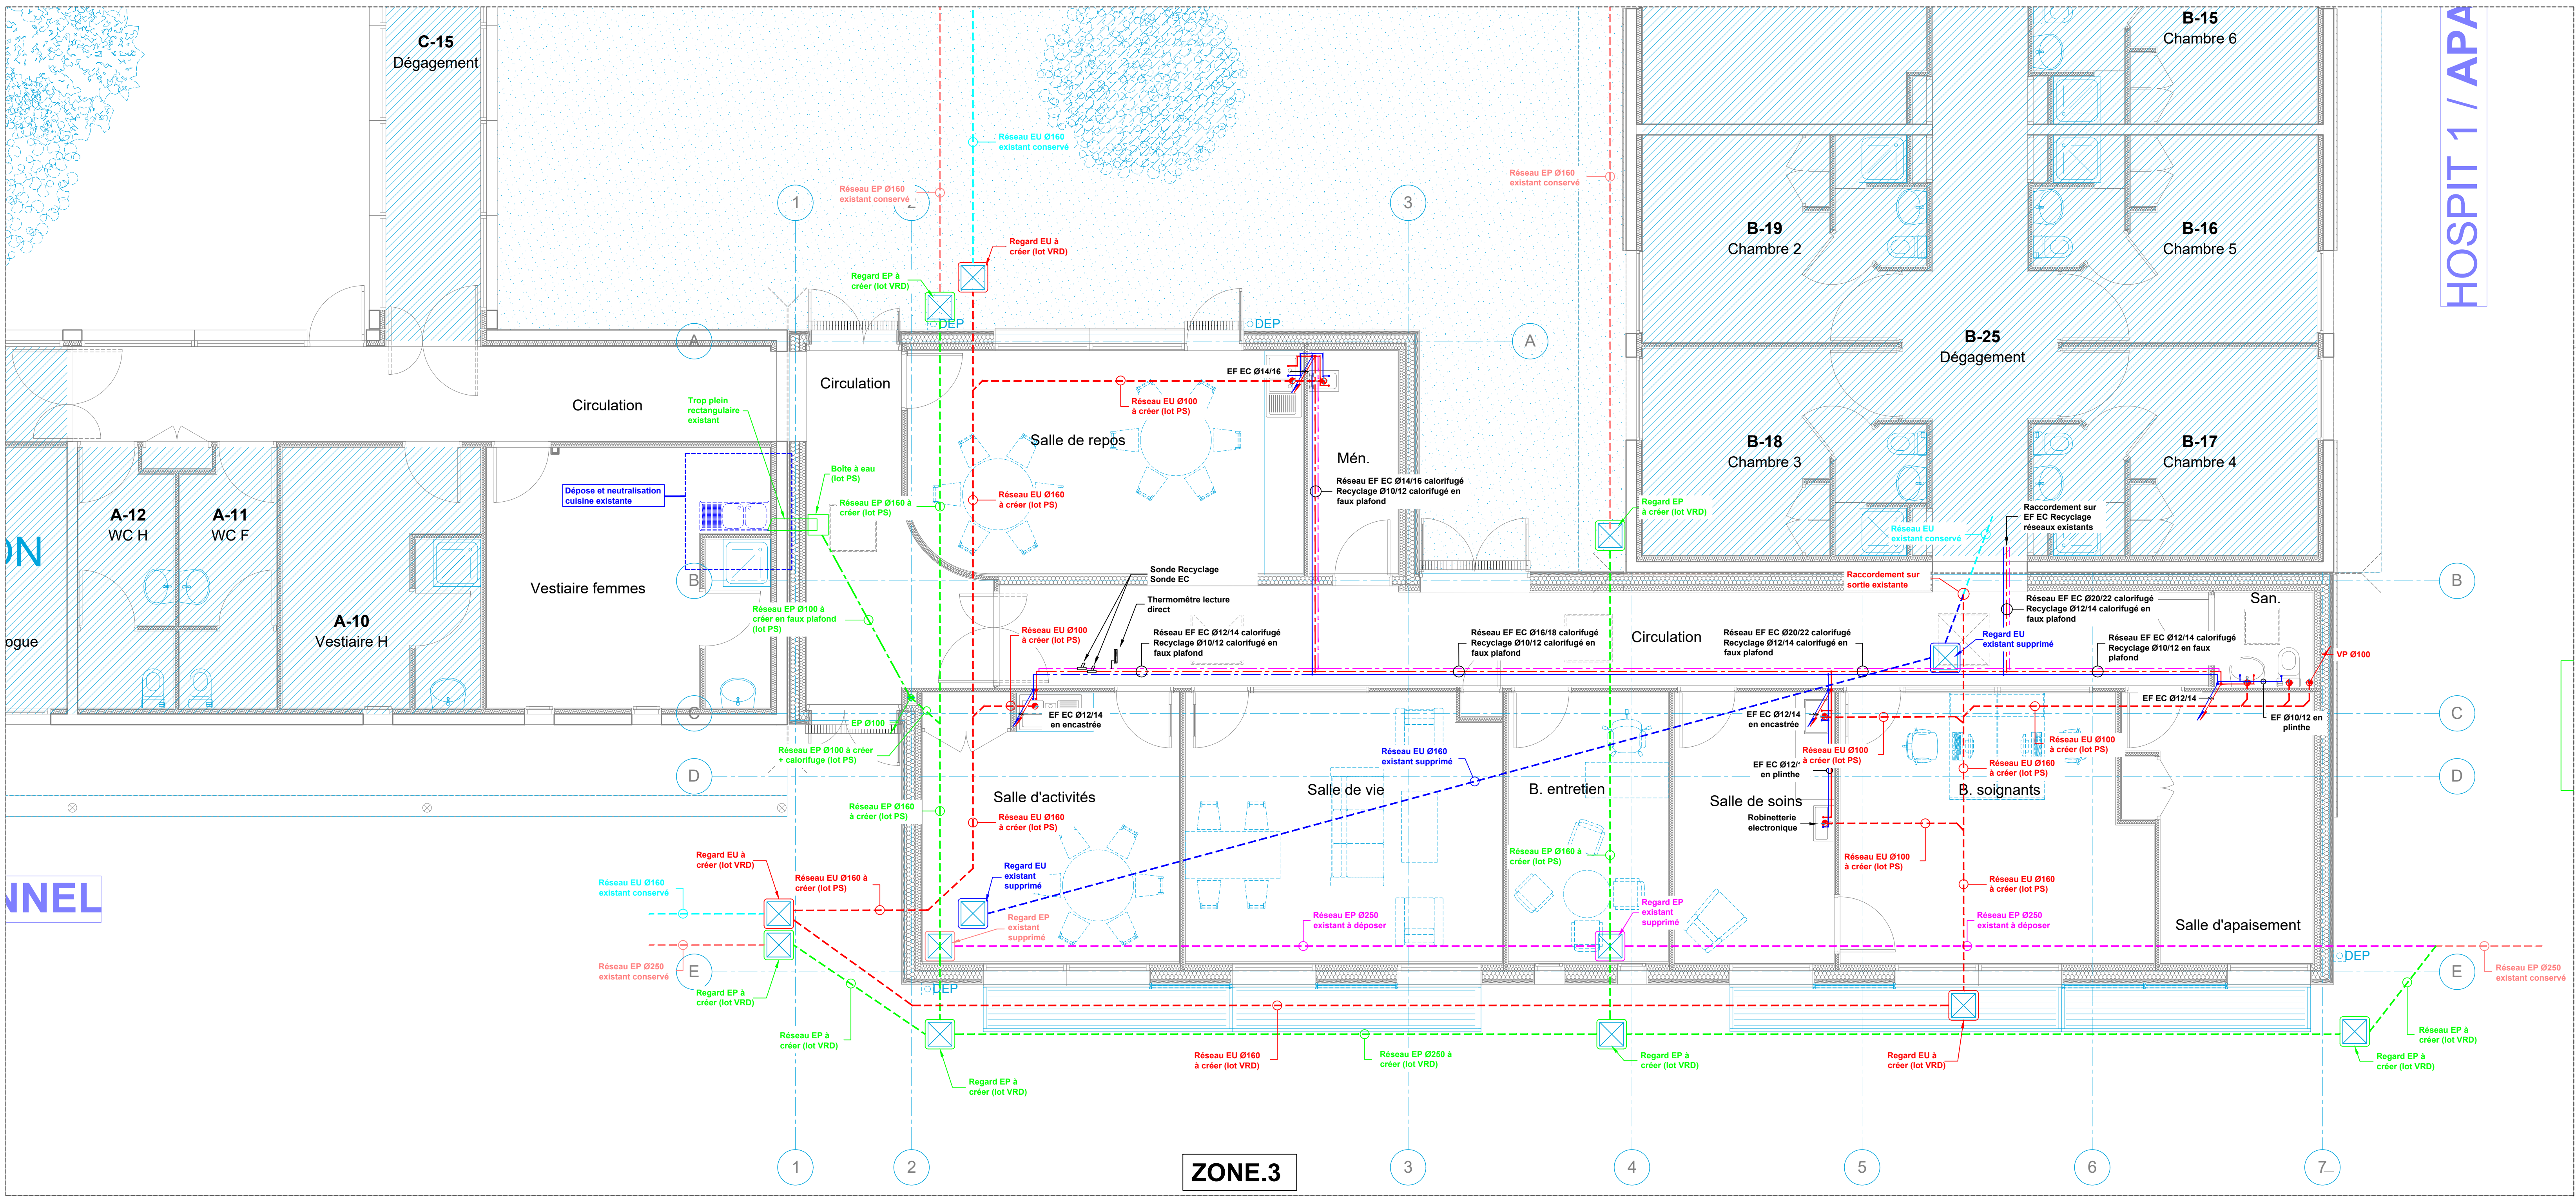 C-15
Dégagement
B-15
Chambre 6
HOSPIT 1 / APA
Réseau EU Ø160
existant conservé
Réseau EP Ø160
existant conservé
Réseau EP Ø160
existant conservé
1
2
3
B-19
Chambre 2
B-16
Chambre 5
Regard EU à
créer (lot VRD)
Regard EP à
créer (lot VRD)
DEP
DEP
A
A
B-25
Dégagement
Circulation
Circulation
EF EC Ø14/16
Trop plein
rectangulaire
existant
Réseau EU Ø100
à créer (lot PS)
Salle de repos
B-18
Chambre 3
B-17
Chambre 4
Mén.
Boîte à eau
(lot PS)
Réseau EF EC Ø14/16 calorifugé
Recyclage Ø10/12 calorifugé en
faux plafond
Dépose et neutralisation
cuisine existante
Réseau EU Ø160
à créer (lot PS)
Réseau EP Ø160 à
créer (lot PS)
Regard EP
à créer (lot VRD)
A-12
WC H
A-11
WC F
Raccordement sur
EF EC Recyclage
réseaux existants
Réseau EU
existant conservé
ON
Sonde Recyclage
Sonde EC
B
B
Raccordement sur
sortie existante
Vestiaire femmes
Thermomètre lecture
direct
Réseau EF EC Ø20/22 calorifugé
Recyclage Ø12/14 calorifugé en
faux plafond
San.
Réseau EP Ø100 à
créer en faux plafond
(lot PS)
A-10
Vestiaire H
ogue
Réseau EU Ø100
à créer (lot PS)
Réseau EF EC Ø12/14 calorifugé
Recyclage Ø10/12 calorifugé en
faux plafond
Réseau EF EC Ø16/18 calorifugé
Recyclage Ø10/12 calorifugé en
faux plafond
Circulation
Réseau EF EC Ø20/22 calorifugé
Recyclage Ø12/14 calorifugé en
faux plafond
Regard EU
existant supprimé
Réseau EF EC Ø12/14 calorifugé
Recyclage Ø10/12 en faux
plafond
VP Ø100
EF EC Ø12/14
C
C
EP Ø100
EF EC Ø12/14
en encastrée
EF EC Ø12/14
en encastrée
EF Ø10/12 en
plinthe
Réseau EP Ø100 à créer
+ calorifuge (lot PS)
Réseau EU Ø160
existant supprimé
Réseau EU Ø100
à créer (lot PS)
Réseau EU Ø100
à créer (lot PS)
D
D
EF EC Ø12/
en plinthe
Réseau EU Ø160
à créer (lot PS)
Salle d'activités
Salle de vie
B. entretien
Salle de soins
B. soignants
Réseau EP Ø160
à créer (lot PS)
Réseau EU Ø160
à créer (lot PS)
Robinetterie
electronique
Regard EU à
créer (lot VRD)
Regard EU
existant
supprimé
Réseau EP Ø160 à
créer (lot PS)
Réseau EU Ø100
à créer (lot PS)
Réseau EU Ø160
existant conservé
Réseau EU Ø160 à
créer (lot PS)
Réseau EU Ø160
à créer (lot PS)
NNEL
Regard EP
existant
supprimé
Réseau EP Ø250
existant à déposer
Regard EP
existant
supprimé
Réseau EP Ø250
existant à déposer
Salle d'apaisement
Réseau EP Ø250
existant conservé
E
DEP
E
Réseau EP Ø250
existant conservé
Regard EP à
créer (lot VRD)
DEP
Réseau EP à
créer (lot VRD)
Réseau EU Ø160
à créer (lot VRD)
Réseau EP Ø250 à
créer (lot VRD)
Regard EP à
créer (lot VRD)
Regard EU à
créer (lot VRD)
Réseau EP à
créer (lot VRD)
Regard EP à
créer (lot VRD)
Regard EP à
créer (lot VRD)
1
2
3
4
5
6
7
ZONE.3